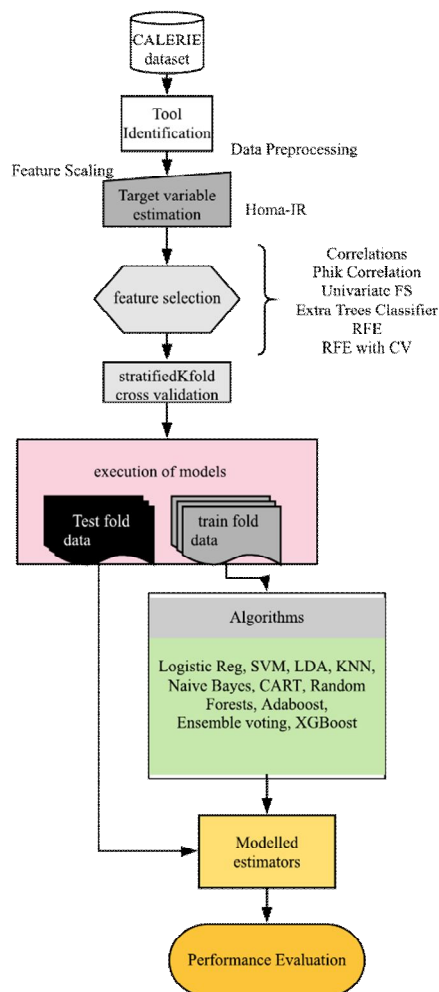 CALERIE
dataset
Tool
Identification
Data Preprocessing
Feature Scaling
Target variable
estimation
Homa-IR
feature selection
Correlations
Phik Correlation
Univariate FS
Extra Trees Classifier
RFE
RFE with CV
stratifiedKfold
cross validation
execution of models
Test fold
data
train fold
data
Algorithms
Logistic Reg, SVM, LDA, KNN,
Naive Bayes, CART, Random
Forests, Adaboost,
Ensemble voting, XGBoost
Modelled
estimators
Performance Evaluation